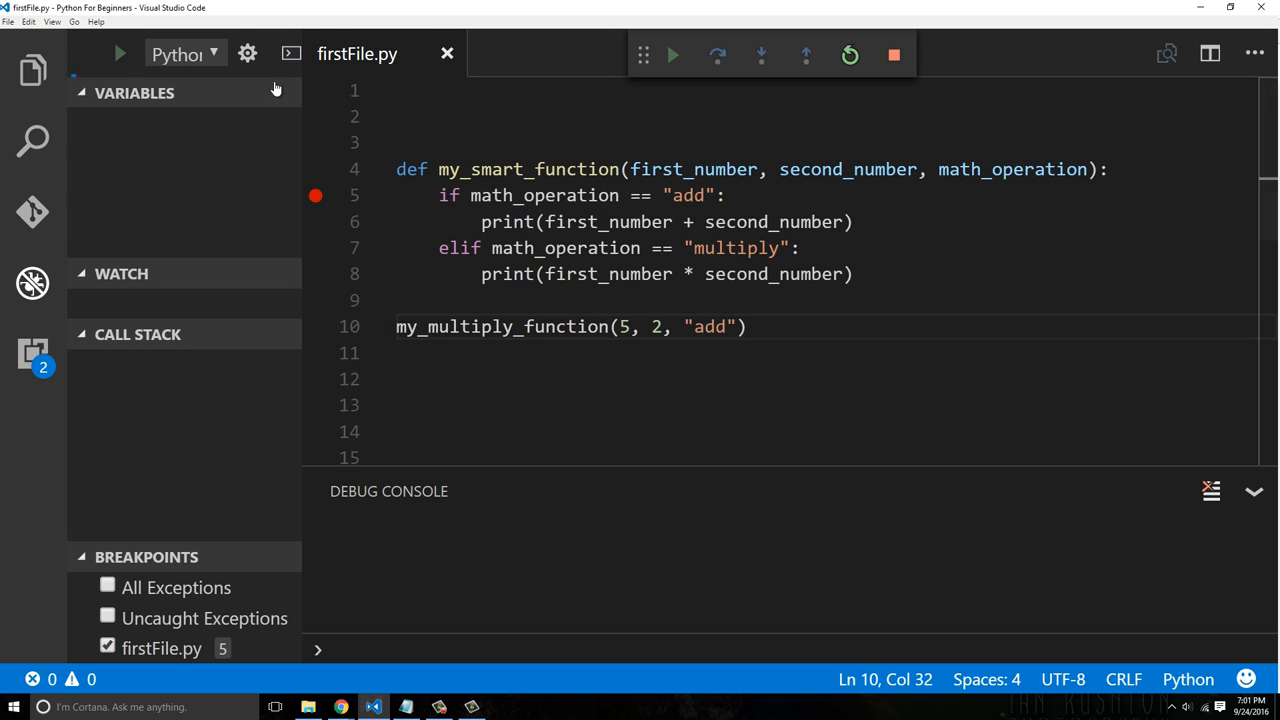 firstFile.py - Python For Beginners - Visual Studio Code
File Edit View Go Help
Pythor
firstFile.py
VARIABLES
WATCH
CALL STACK
2
BREAKPOINTS
All Exceptions
Uncaught Exceptions
firstFile.py 5
1
2
3
4 def my_smart_function(first_number, second_number, math_operation):
5 if math_operation == "add":
6 print(first_number + second_number)
7 elif math_operation == "multiply":
8 print(first_number * second_number)
9
10 my_multiply_function(5, 2, "add")
11
12
13
14
15
DEBUG CONSOLE
0 0
Ln 10, Col 32 Spaces: 4 UTF-8 CRLF Python
I'm Cortana. Ask me anything.
7:01 PM
9/24/2016